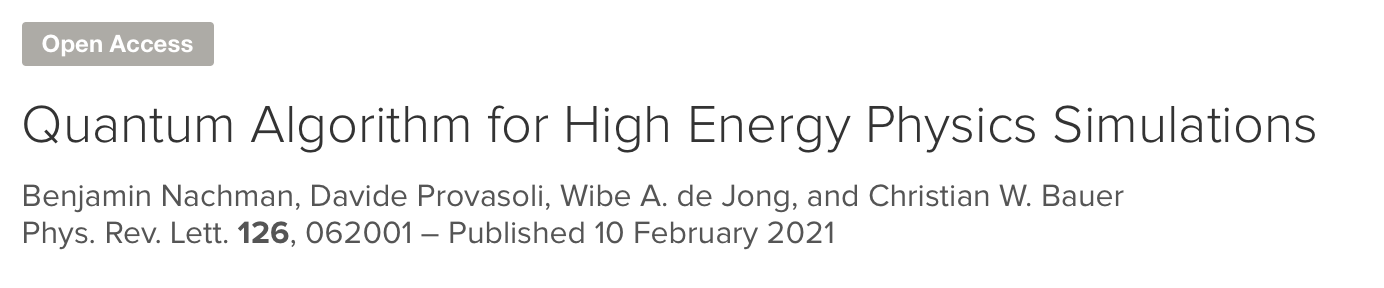 Open Access
Quantum Algorithm for High Energy Physics Simulations
Benjamin Nachman, Davide Provasoli, Wibe A. de Jong, and Christian W. Bauer
Phys. Rev. Lett. 126, 062001 – Published 10 February 2021